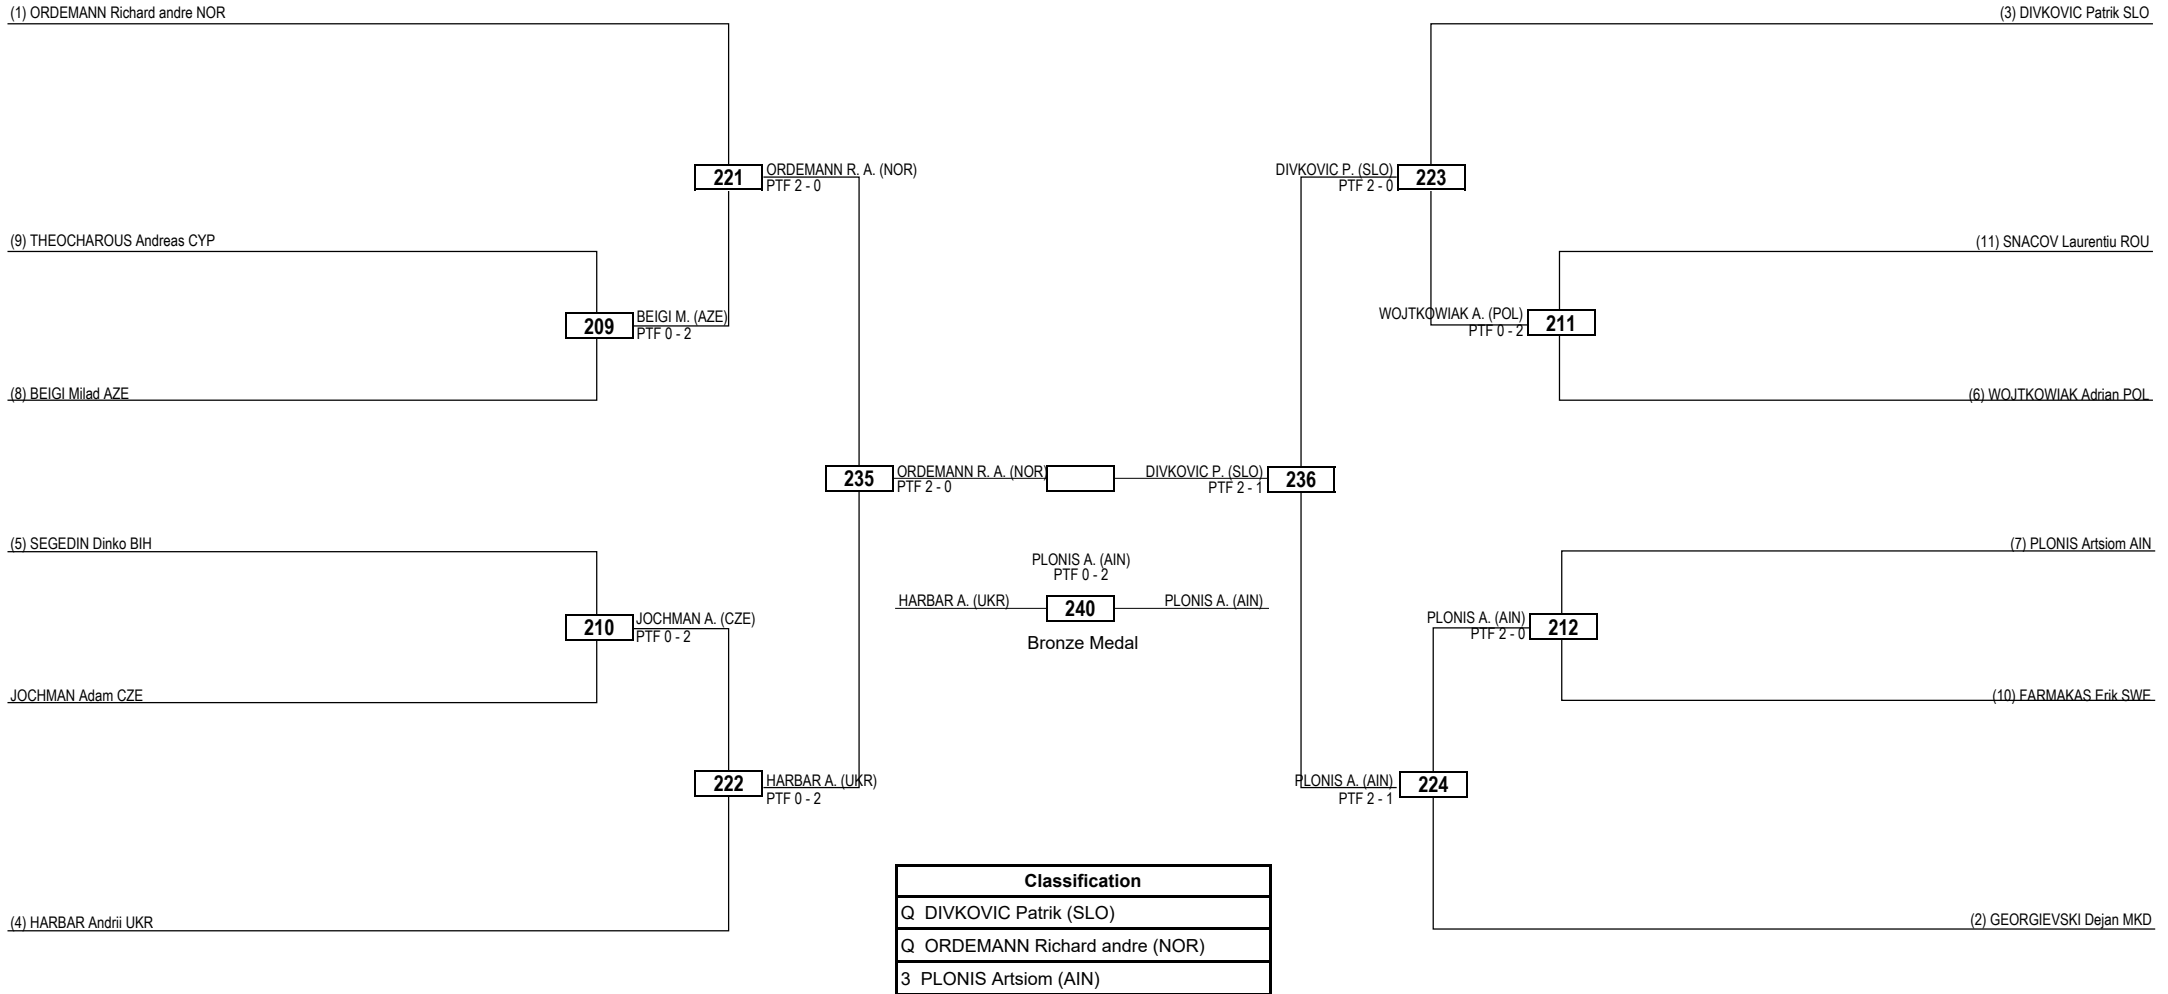 (1) ORDEMANN Richard andre NOR
(3) DIVKOVIC Patrik SLO
221
ORDEMANN R. A. (NOR)
PTF 2 - 0
DIVKOVIC P. (SLO)
PTF 2 - 0
223
(9) THEOCHAROUS Andreas CYP
(11) SNACOV Laurentiu ROU
209
BEIGI M. (AZE)
PTF 0 - 2
WOJTKOWIAK A. (POL)
PTF 0 - 2
211
(8) BEIGI Milad AZE
(6) WOJTKOWIAK Adrian POL
235
ORDEMANN R. A. (NOR)
PTF 2 - 0
DIVKOVIC P. (SLO)
PTF 2 - 1
236
(5) SEGEDIN Dinko BIH
(7) PLONIS Artsiom AIN
PLONIS A. (AIN)
PTF 0 - 2
HARBAR A. (UKR)
240
PLONIS A. (AIN)
Bronze Medal
210
JOCHMAN A. (CZE)
PTF 0 - 2
PLONIS A. (AIN)
PTF 2 - 0
212
JOCHMAN Adam CZE
(10) FARMAKAS Erik SWE
222
HARBAR A. (UKR)
PTF 0 - 2
PLONIS A. (AIN)
PTF 2 - 1
224
(4) HARBAR Andrii UKR
(2) GEORGIEVSKI Dejan MKD
Classification
Q DIVKOVIC Patrik (SLO)
Q ORDEMANN Richard andre (NOR)
3 PLONIS Artsiom (AIN)